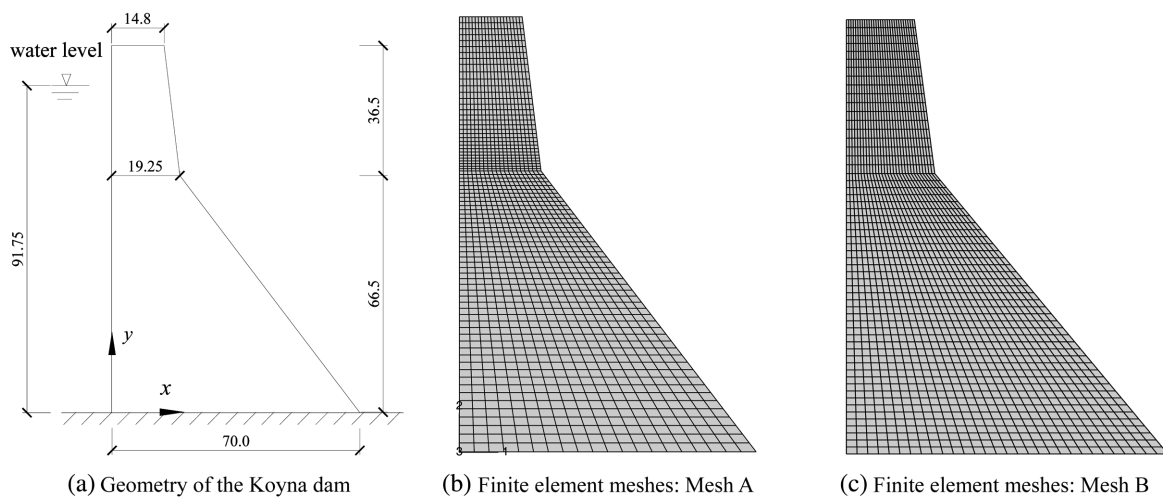 14.8
water level
36.5
19.25
91.75
66.5
y
x
70.0
2
3
1
(a) Geometry of the Koyna dam
(b) Finite element meshes: Mesh A
(c) Finite element meshes: Mesh B